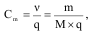 C_m = ν/q = m/(M × q),